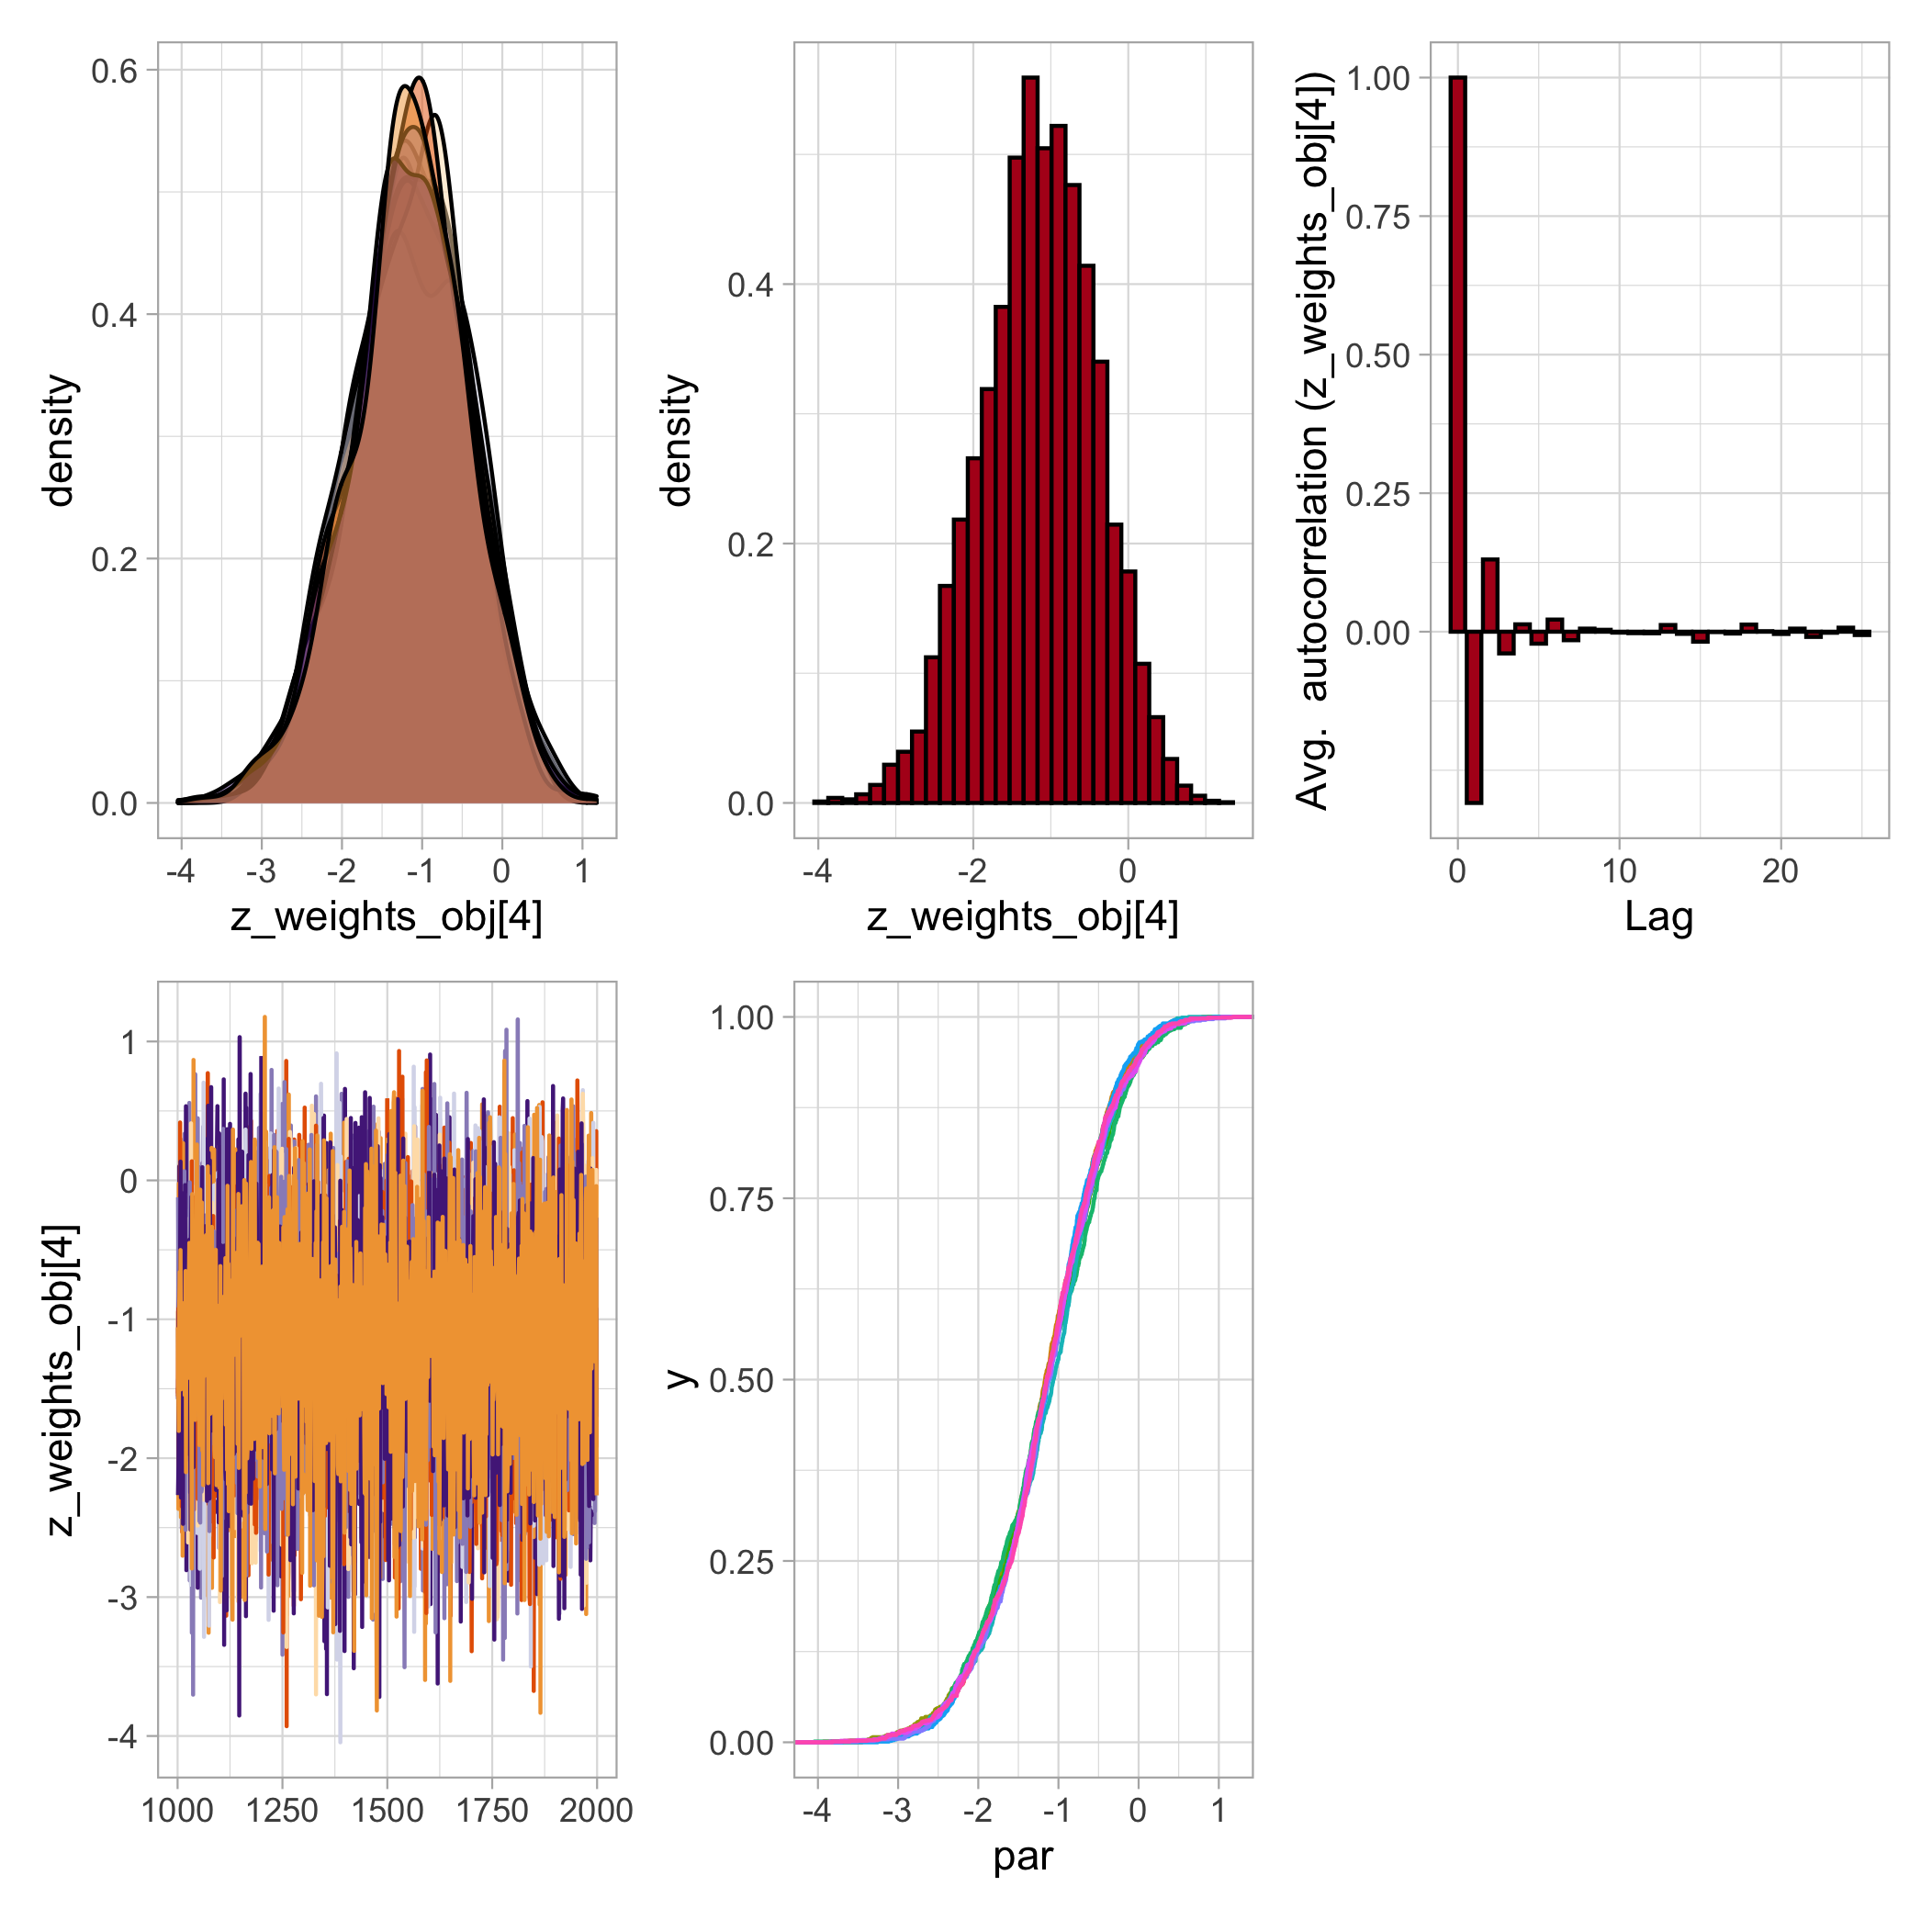 density
0.6
0.4
0.2
0.0
-4 -3 -2 -1 0 1
z_weights_obj[4]
density
0.4
0.2
0.0
-4 -2 0
z_weights_obj[4]
Avg. autocorrelation (z_weights_obj[4])
1.00
0.75
0.50
0.25
0.00
0 10 20
Lag
z_weights_obj[4]
1
0
-1
-2
-3
-4
1000 1250 1500 1750 2000
y
1.00
0.75
0.50
0.25
0.00
-4 -3 -2 -1 0 1
par